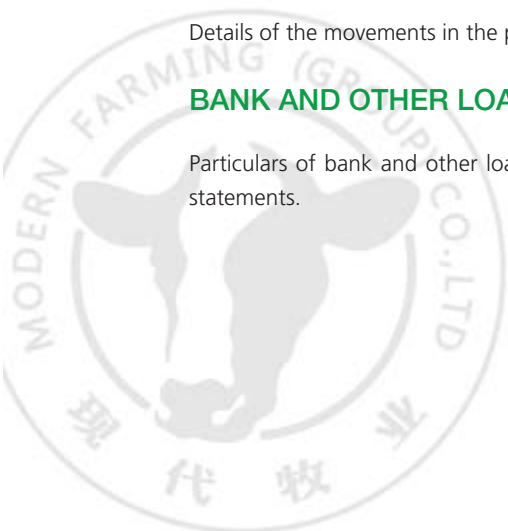 Details of the movements in the p
BANK AND OTHER LOA
Particulars of bank and other loa
statements.
MODERN FARMING (GROUP) CO.,LTD
现代牧业